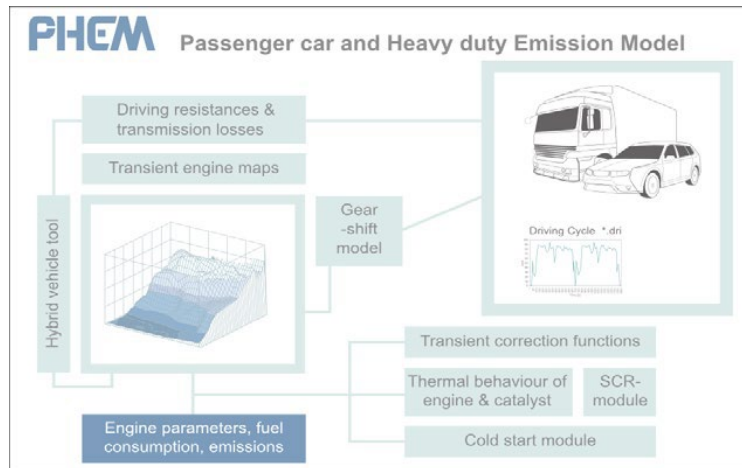 PHEM
Passenger car and Heavy duty Emission Model
Driving resistances &
transmission losses
Transient engine maps
Hybrid vehicle tool
Gear
-shift
model
Driving Cycle *.dri
Transient correction functions
Thermal behaviour of
engine & catalyst
SCR-
module
Cold start module
Engine parameters, fuel
consumption, emissions